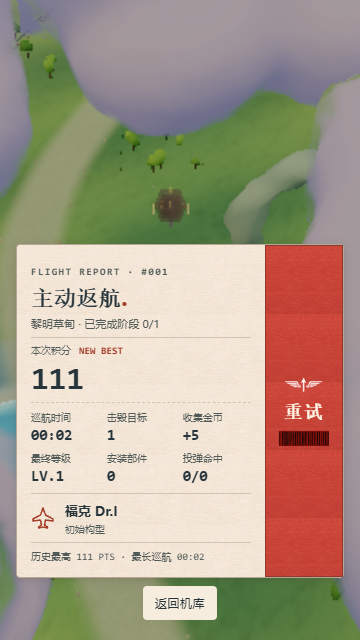 FLIGHT REPORT · #001
主动返航.
黎明草甸 · 已完成阶段 0/1
本次积分 NEW BEST
111
巡航时间 击毁目标 收集金币
00:02 1 +5
最终等级 安装部件 投弹命中
LV.1 0 0/0
福克 Dr.I
初始构型
历史最高 111 PTS · 最长巡航 00:02
重试
返回机库